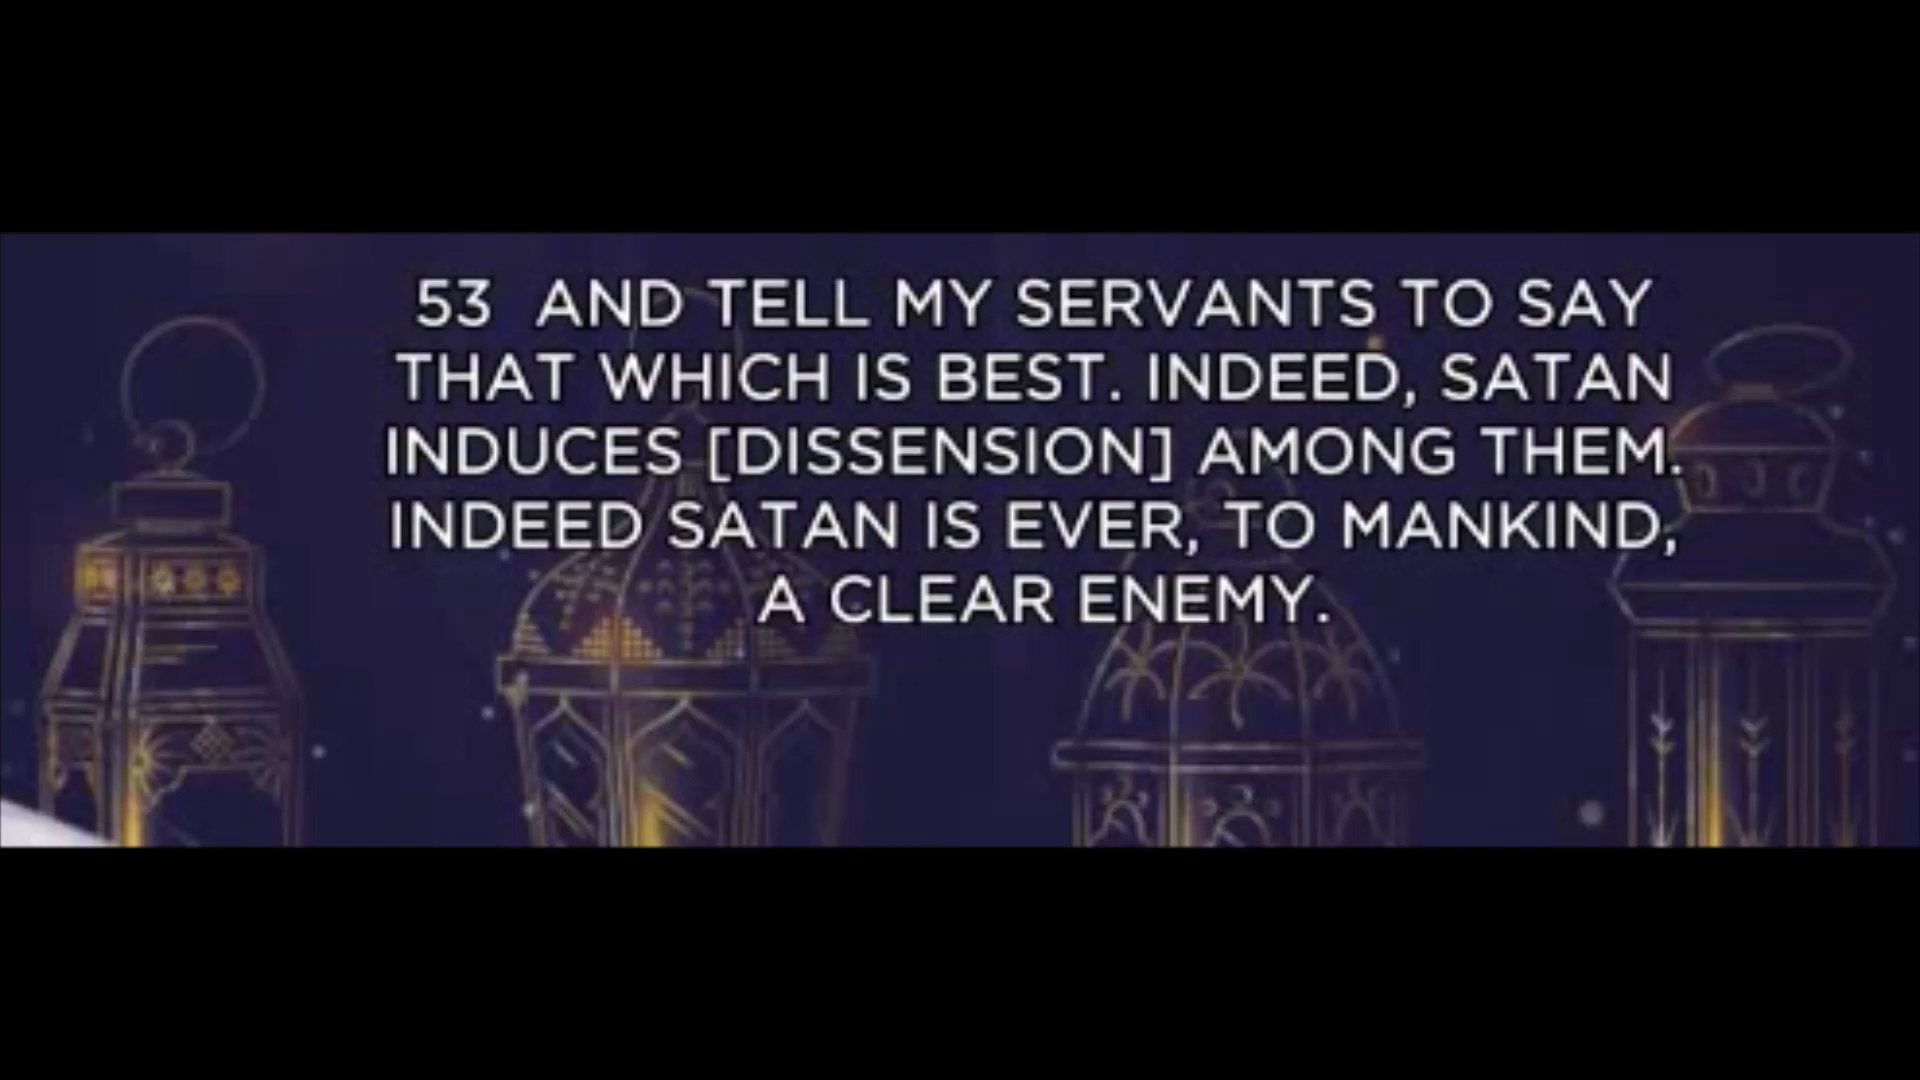 53 AND TELL MY SERVANTS TO SAY
THAT WHICH IS BEST. INDEED, SATAN
INDUCES [DISSENSION] AMONG THEM.
INDEED SATAN IS EVER, TO MANKIND,
A CLEAR ENEMY.